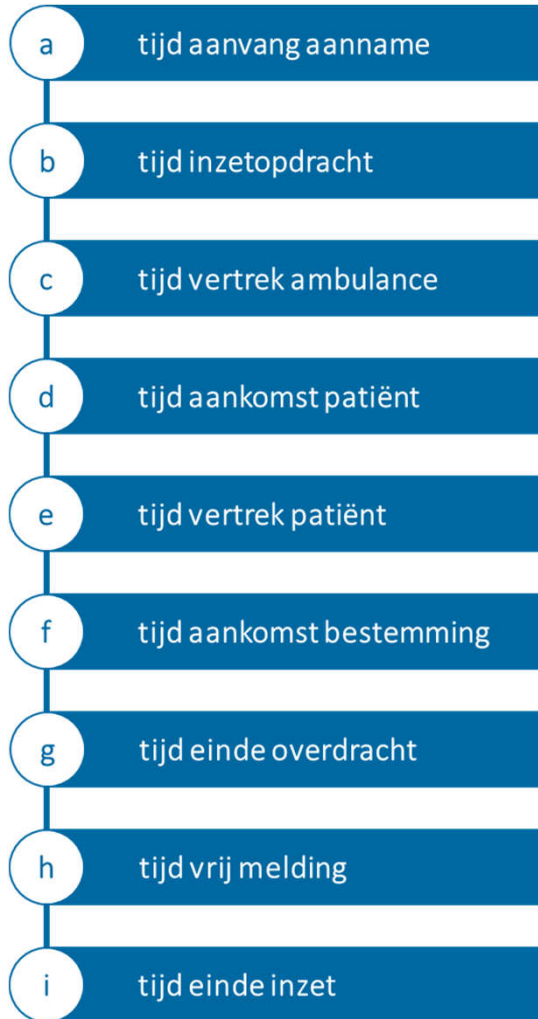 a tijd aanvang aanname
b tijd inzetopdracht
c tijd vertrek ambulance
d tijd aankomst patiënt
e tijd vertrek patiënt
f tijd aankomst bestemming
g tijd einde overdracht
h tijd vrij melding
i tijd einde inzet